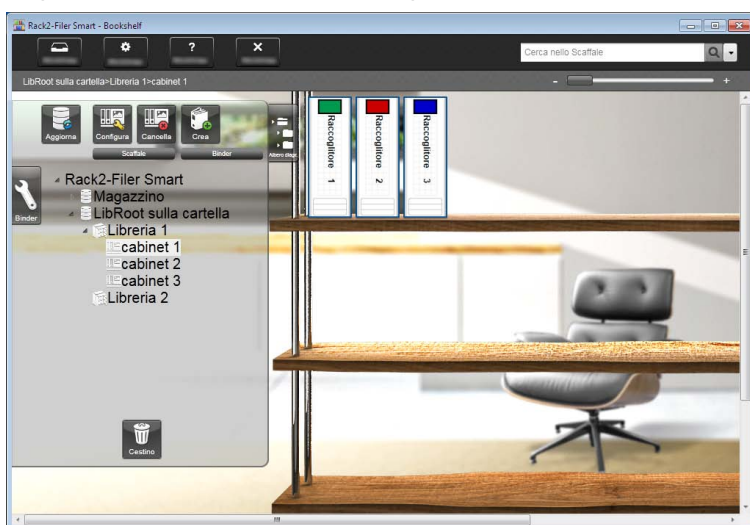 Rack2-Filer Smart - Bookshelf
?
Cerca nello Scaffale
LibRoot sulla cartella>Libreria 1>cabinet 1
- +
Aggiorna Configura Cancella Crea
Scaffale Binder
Binder
Rack2-Filer Smart
Magazzino
LibRoot sulla cartella
Libreria 1
cabinet 1
cabinet 2
cabinet 3
Libreria 2
Cestino
Raccoglitore 1
Raccoglitore 2
Raccoglitore 3